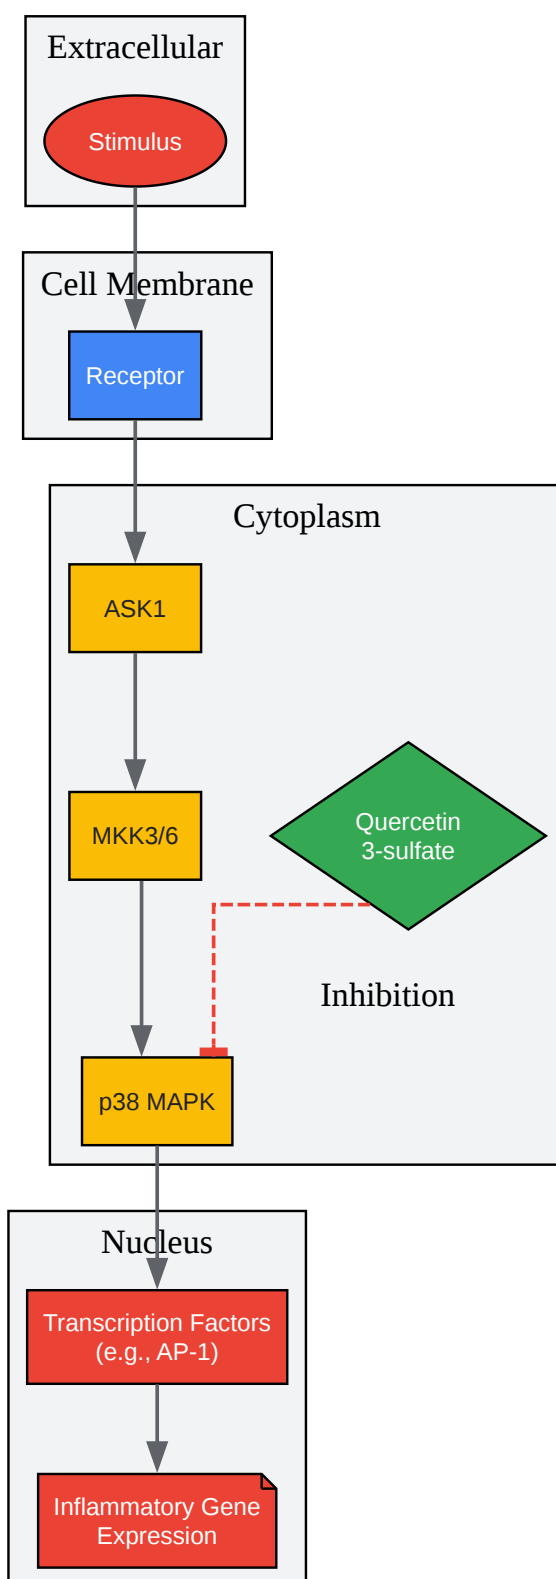 Extracellular
Stimulus
Cell Membrane
Receptor
Cytoplasm
ASK1
MKK3/6
Quercetin
3-sulfate
Inhibition
p38 MAPK
Nucleus
Transcription Factors
(e.g., AP-1)
Inflammatory Gene
Expression